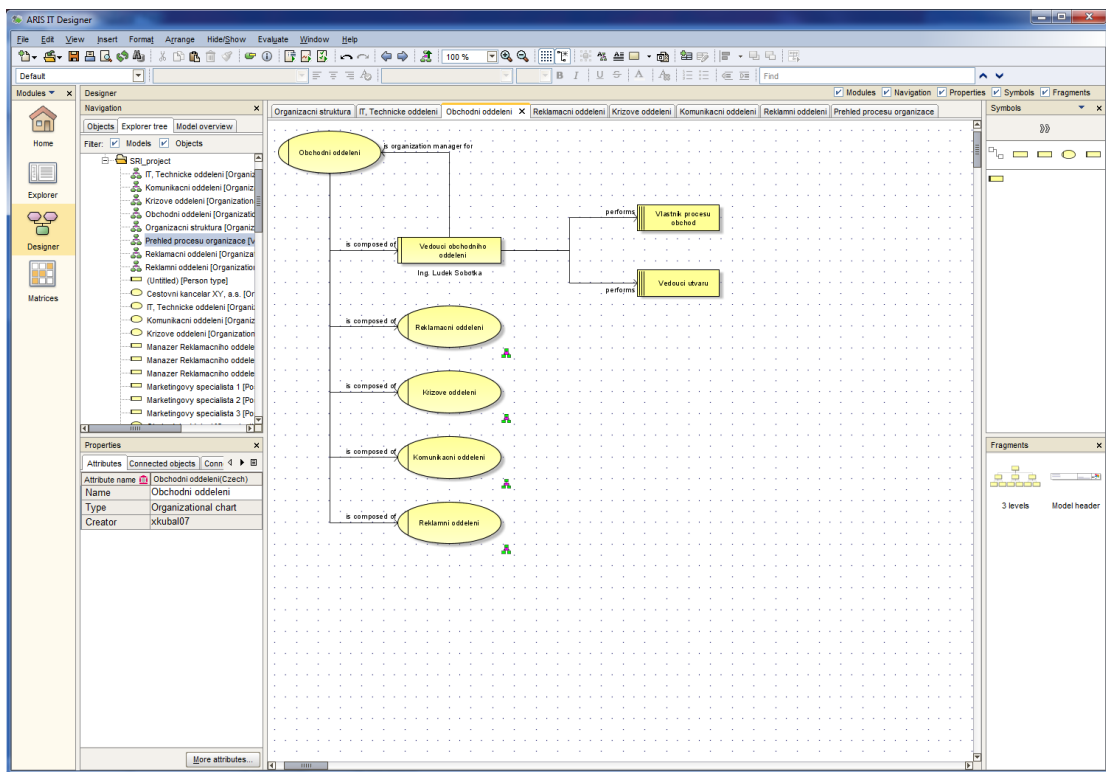 ARIS IT Designer
File Edit View Insert Format Arrange Hide/Show Evaluate Window Help
100 %
Default
B I U S A
Find
Modules
Designer
Modules Navigation Properties Symbols Fragments
Home
Explorer
Designer
Matrices
Navigation
Objects Explorer tree Model overview
Filter: Models Objects
SRI_project
IT, Technicke oddeleni [Organiz
Komunikacni oddeleni [Organiz
Krizove oddeleni [Organization
Obchodni oddeleni [Organizatio
Organizacni struktura [Organiz
Prehled procesu organizace [V
Reklamacni oddeleni [Organiza
Reklamni oddeleni [Organizatio
(Untitled) [Person type]
Cestovni kancelar XY, a.s. [Or
IT, Technicke oddeleni [Organiz
Komunikacni oddeleni [Organiz
Krizove oddeleni [Organization
Manazer Reklamacniho oddele
Manazer Reklamacniho oddele
Manazer Reklamacniho oddele
Marketingovy specialista 1 [Po
Marketingovy specialista 2 [Po
Marketingovy specialista 3 [Po
Properties
Attributes Connected objects Conn
Attribute name Obchodni oddeleni(Czech)
Name Obchodni oddeleni
Type Organizational chart
Creator xkubal07
More attributes...
Organizacni struktura IT, Technicke oddeleni Obchodni oddeleni Reklamacni oddeleni Krizove oddeleni Komunikacni oddeleni Reklamni oddeleni Prehled procesu organizace
Obchodni oddeleni
is organization manager for
is composed of
Vedouci obchodniho
oddeleni
Ing. Ludek Sobotka
performs
Vlastnik procesu
obchod
performs
Vedouci utvaru
is composed of
Reklamacni oddeleni
is composed of
Krizove oddeleni
is composed of
Komunikacni oddeleni
is composed of
Reklamni oddeleni
Symbols
Fragments
3 levels Model header